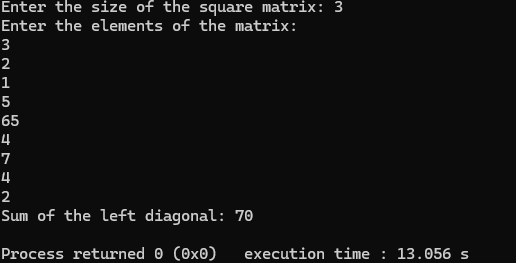 Enter the size of the square matrix: 3
Enter the elements of the matrix:
3
2
1
5
65
4
7
4
2
Sum of the left diagonal: 70
Process returned 0 (0x0)   execution time : 13.056 s